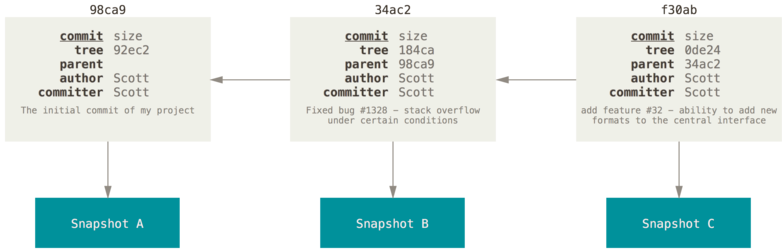 98ca9
commit size
tree 92ec2
parent
author Scott
committer Scott
The initial commit of my project
Snapshot A
34ac2
commit size
tree 184ca
parent 98ca9
author Scott
committer Scott
Fixed bug #1328 – stack overflow
under certain conditions
Snapshot B
f30ab
commit size
tree 0de24
parent 34ac2
author Scott
committer Scott
add feature #32 – ability to add new
formats to the central interface
Snapshot C